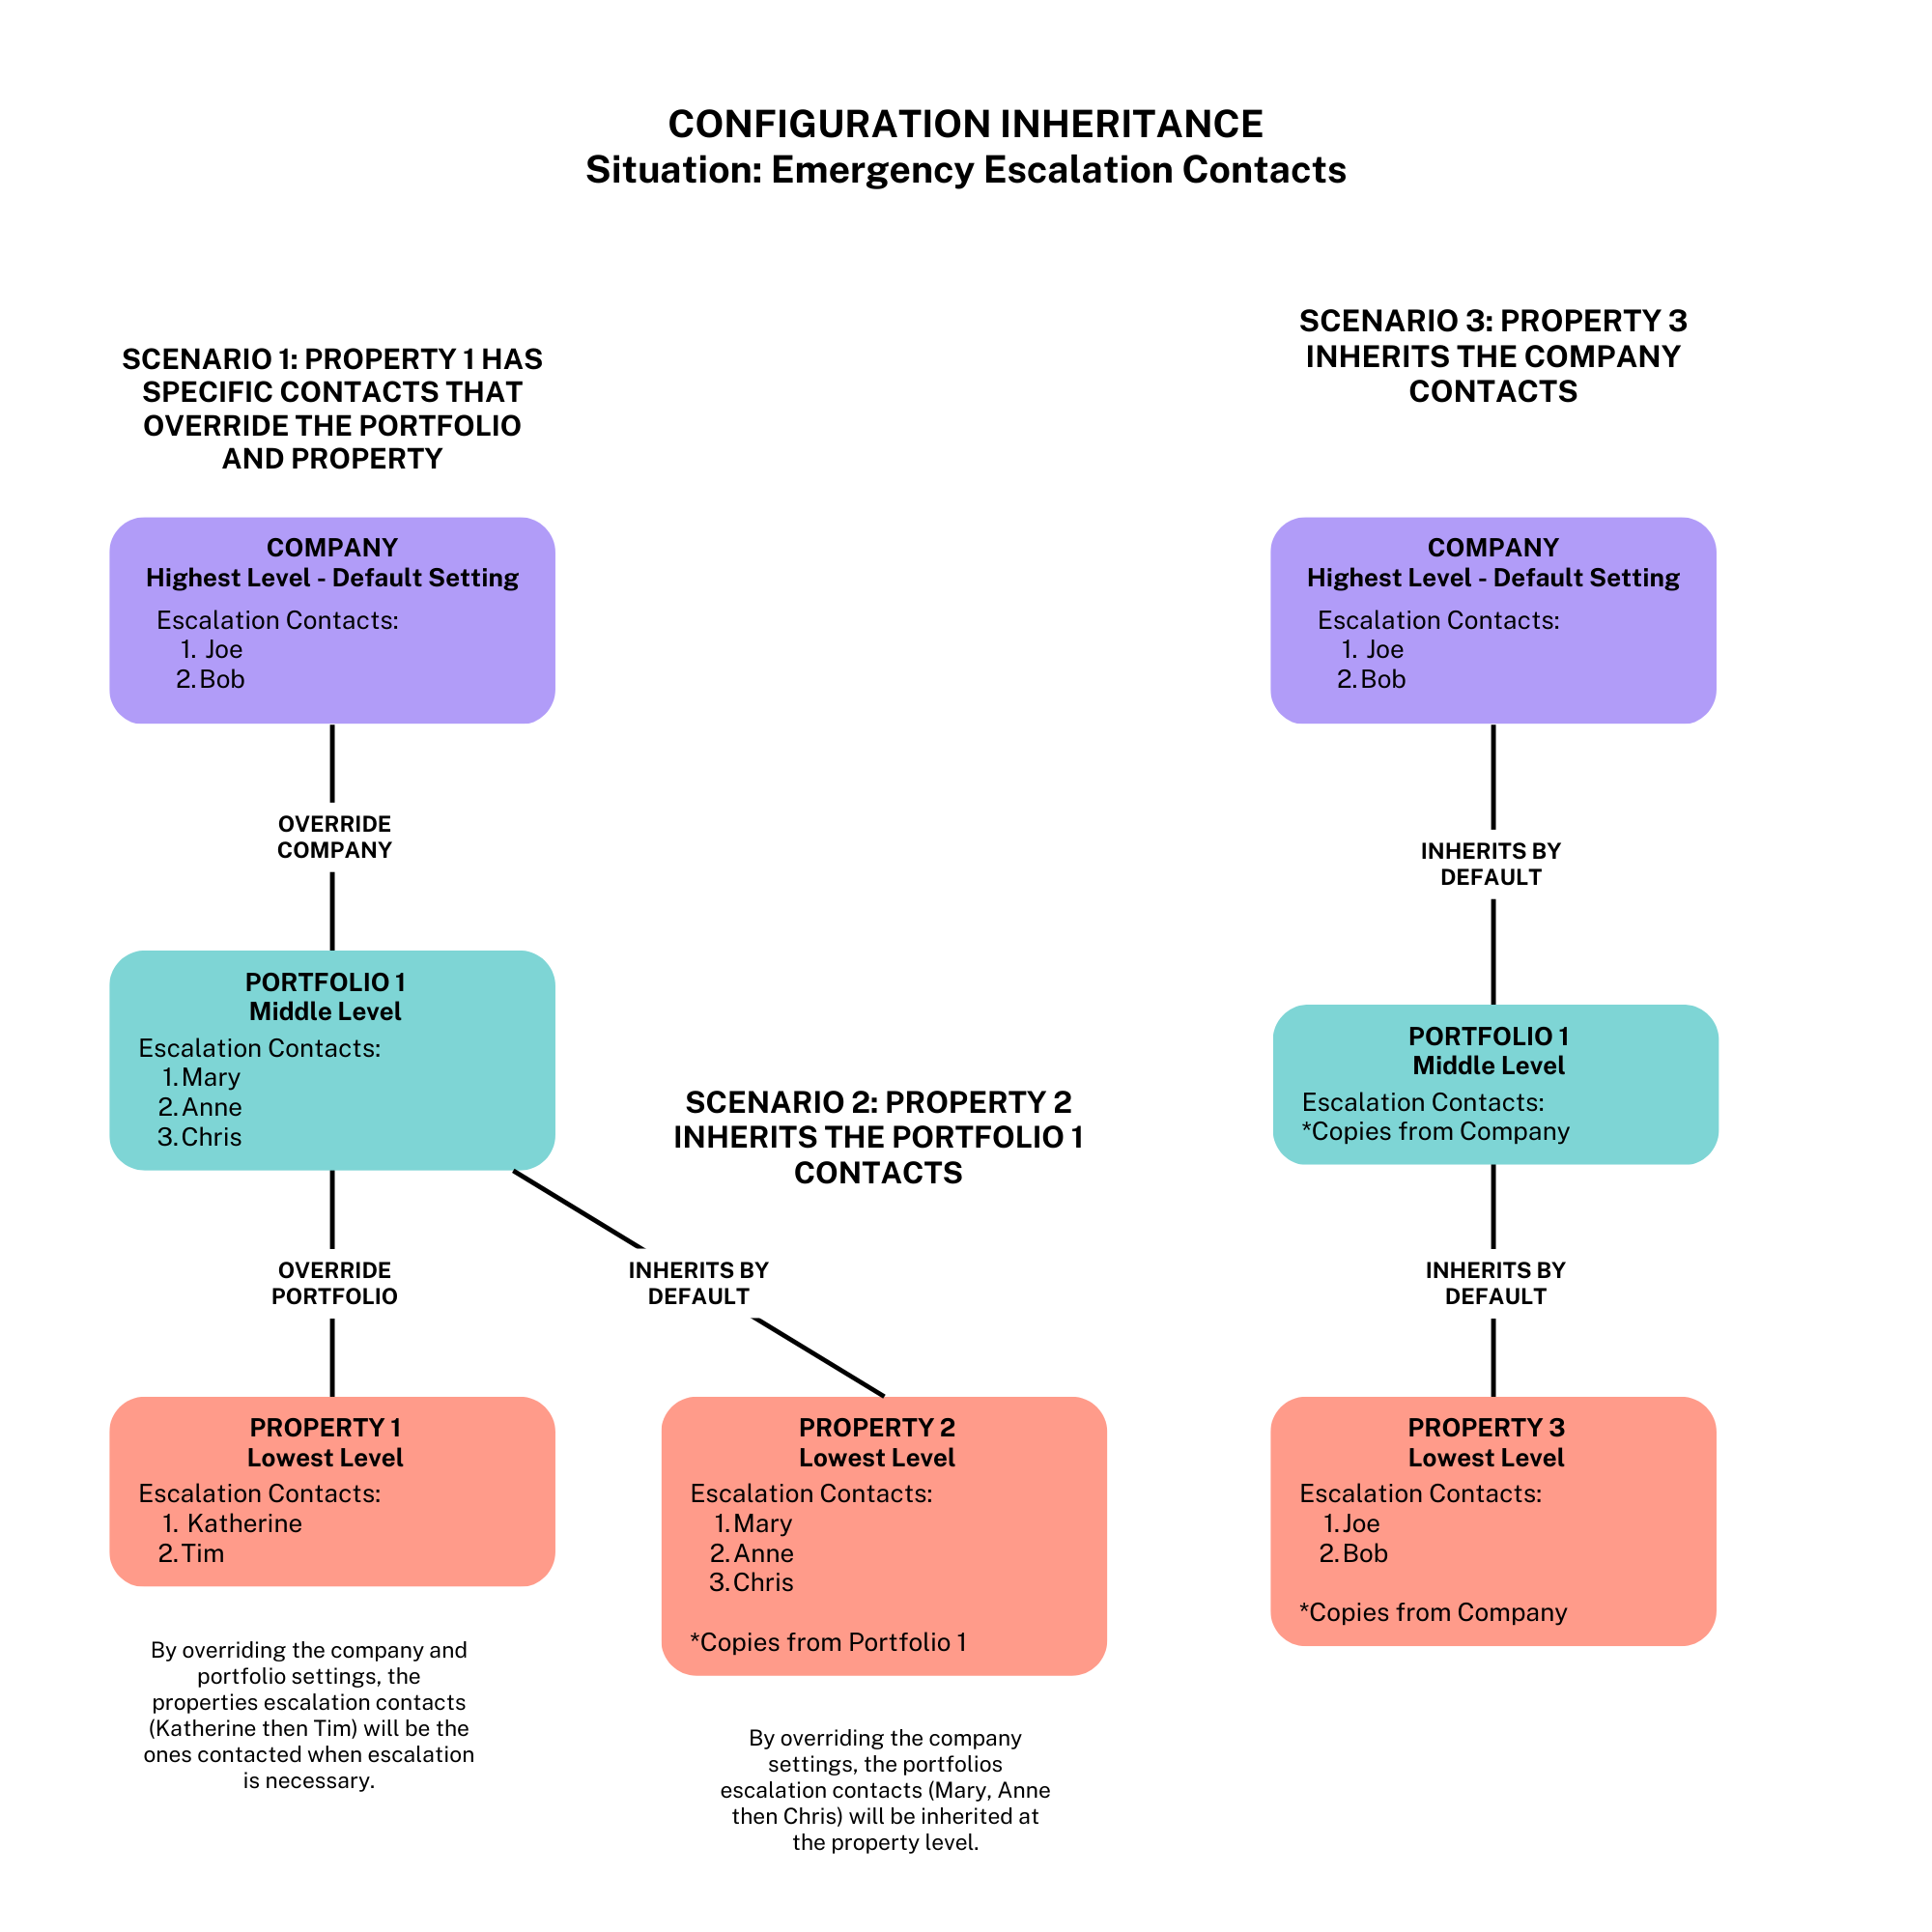 CONFIGURATION INHERITANCE
Situation: Emergency Escalation Contacts
SCENARIO 1: PROPERTY 1 HAS
SPECIFIC CONTACTS THAT
OVERRIDE THE PORTFOLIO
AND PROPERTY
COMPANY
Highest Level - Default Setting
Escalation Contacts:
1. Joe
2. Bob
OVERRIDE
COMPANY
PORTFOLIO 1
Middle Level
Escalation Contacts:
1. Mary
2. Anne
3. Chris
OVERRIDE
PORTFOLIO
PROPERTY 1
Lowest Level
Escalation Contacts:
1. Katherine
2. Tim
By overriding the company and
portfolio settings, the
properties escalation contacts
(Katherine then Tim) will be the
ones contacted when escalation
is necessary.
SCENARIO 2: PROPERTY 2
INHERITS THE PORTFOLIO 1
CONTACTS
INHERITS BY
DEFAULT
PROPERTY 2
Lowest Level
Escalation Contacts:
1. Mary
2. Anne
3. Chris
*Copies from Portfolio 1
By overriding the company
settings, the portfolios
escalation contacts (Mary, Anne
then Chris) will be inherited at
the property level.
SCENARIO 3: PROPERTY 3
INHERITS THE COMPANY
CONTACTS
COMPANY
Highest Level - Default Setting
Escalation Contacts:
1. Joe
2. Bob
INHERITS BY
DEFAULT
PORTFOLIO 1
Middle Level
Escalation Contacts:
*Copies from Company
INHERITS BY
DEFAULT
PROPERTY 3
Lowest Level
Escalation Contacts:
1. Joe
2. Bob
*Copies from Company